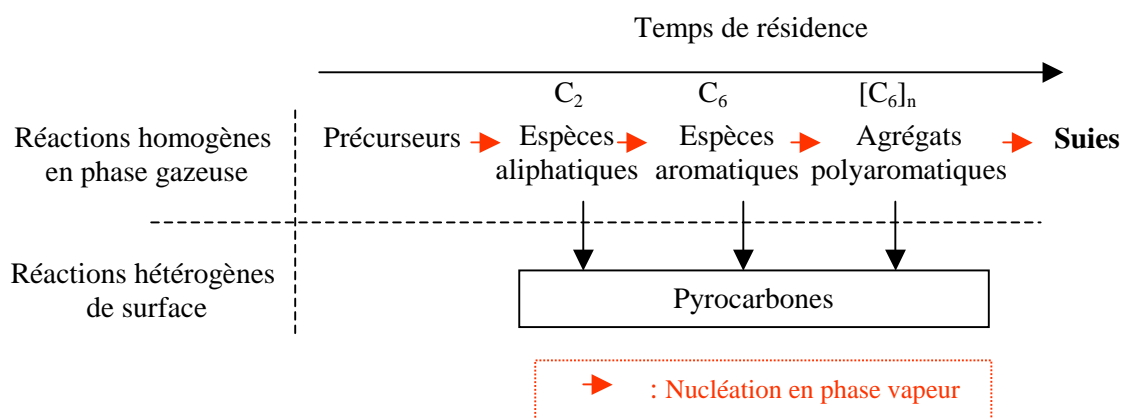 Temps de résidence
C₂ C₆ [C₆]ₙ
Réactions homogènes
en phase gazeuse
Précurseurs
Espèces
aliphatiques
Espèces
aromatiques
Agrégats
polyaromatiques
Suies
Réactions hétérogènes
de surface
Pyrocarbones
: Nucléation en phase vapeur